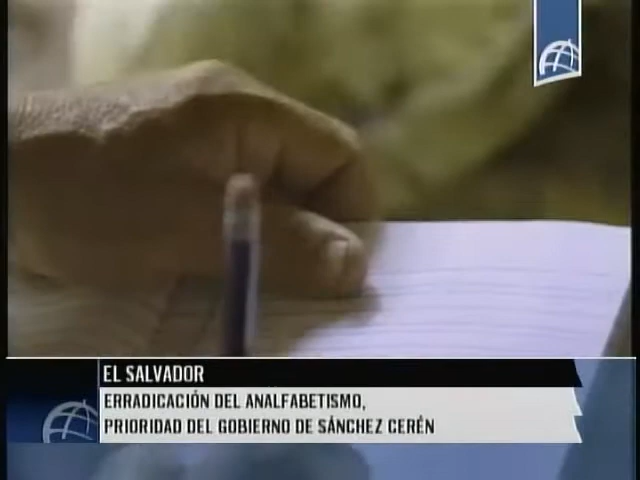 EL SALVADOR
ERRADICACIÓN DEL ANALFABETISMO,
PRIORIDAD DEL GOBIERNO DE SÁNCHEZ CERÉN